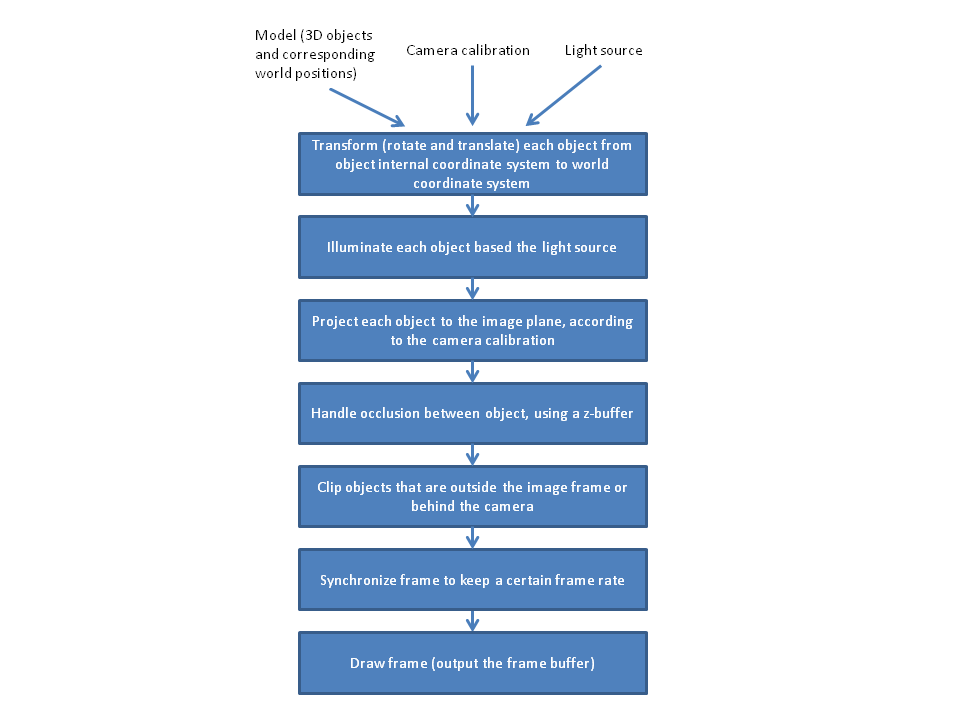 Model (3D objects
and corresponding
world positions)
Camera calibration
Light source
Transform (rotate and translate) each object from
object internal coordinate system to world
coordinate system
Illuminate each object based the light source
Project each object to the image plane, according
to the camera calibration
Handle occlusion between object, using a z-buffer
Clip objects that are outside the image frame or
behind the camera
Synchronize frame to keep a certain frame rate
Draw frame (output the frame buffer)